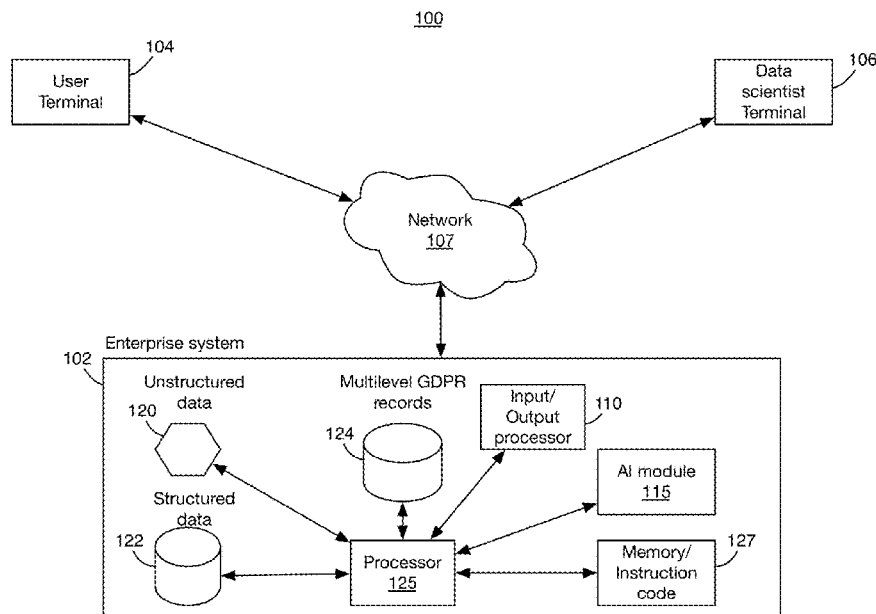 100
104
User
Terminal
106
Data
scientist
Terminal
Network
107
Enterprise system
102
Unstructured
data
120
Multilevel GDPR
records
124
Input/
Output
processor
110
AI module
115
Structured
data
122
Processor
125
Memory/
Instruction
code
127